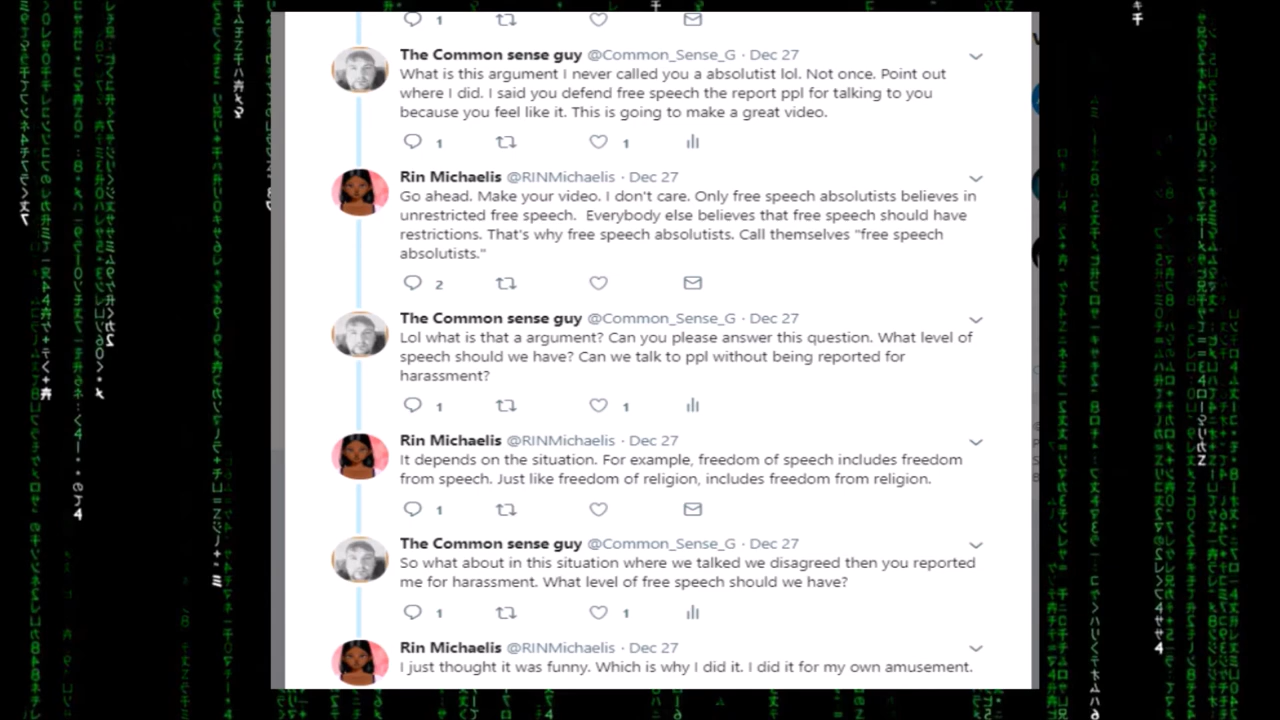 1
The Common sense guy @Common_Sense_G · Dec 27
What is this argument I never called you a absolutist lol. Not once. Point out
where I did. I said you defend free speech the report ppl for talking to you
because you feel like it. This is going to make a great video.
1 1
Rin Michaelis @RINMichaelis · Dec 27
Go ahead. Make your video. I don't care. Only free speech absolutists believes in
unrestricted free speech.  Everybody else believes that free speech should have
restrictions. That's why free speech absolutists. Call themselves "free speech
absolutists."
2
The Common sense guy @Common_Sense_G · Dec 27
Lol what is that a argument? Can you please answer this question. What level of
speech should we have? Can we talk to ppl without being reported for
harassment?
1 1
Rin Michaelis @RINMichaelis · Dec 27
It depends on the situation. For example, freedom of speech includes freedom
from speech. Just like freedom of religion, includes freedom from religion.
1
The Common sense guy @Common_Sense_G · Dec 27
So what about in this situation where we talked we disagreed then you reported
me for harassment. What level of free speech should we have?
1 1
Rin Michaelis @RINMichaelis · Dec 27
I just thought it was funny. Which is why I did it. I did it for my own amusement.